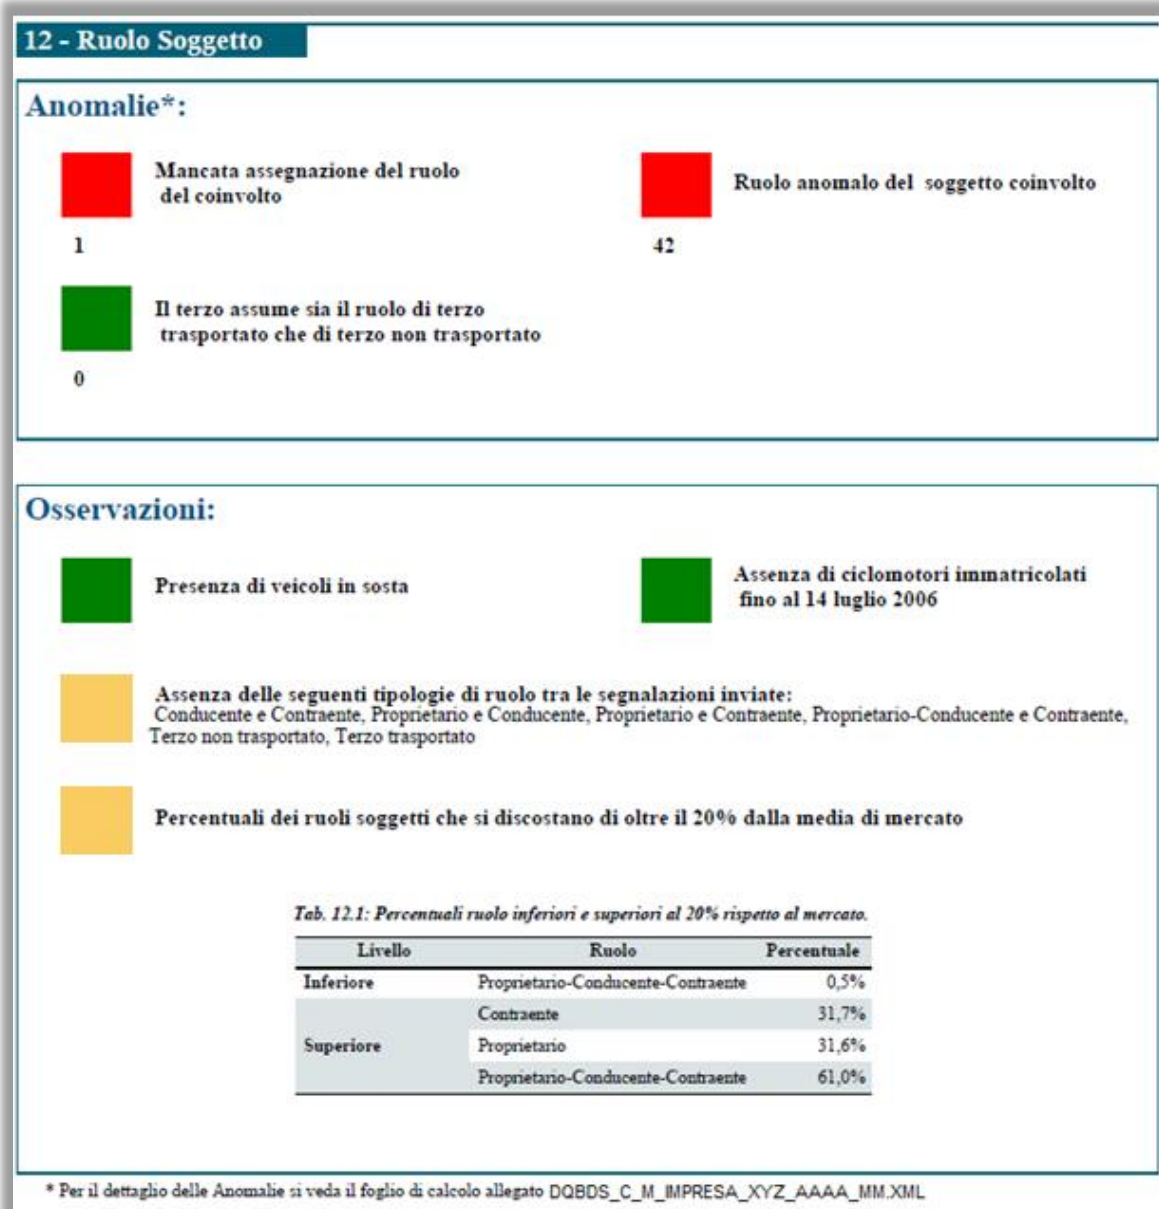 12 - Ruolo Soggetto
Anomalie*:
Mancata assegnazione del ruolo
del coinvolto
1
Ruolo anomalo del soggetto coinvolto
42
Il terzo assume sia il ruolo di terzo
trasportato che di terzo non trasportato
0
Osservazioni:
Presenza di veicoli in sosta
Assenza di ciclomotori immatricolati
fino al 14 luglio 2006
Assenza delle seguenti tipologie di ruolo tra le segnalazioni inviate:
Conducente e Contraente, Proprietario e Conducente, Proprietario e Contraente, Proprietario-Conducente e Contraente,
Terzo non trasportato, Terzo trasportato
Percentuali dei ruoli soggetti che si discostano di oltre il 20% dalla media di mercato
Tab. 12.1: Percentuali ruolo inferiori e superiori al 20% rispetto al mercato.
Livello Ruolo Percentuale
Inferiore Proprietario-Conducente-Contraente 0,5%
Contraente 31,7%
Superiore Proprietario 31,6%
Proprietario-Conducente-Contraente 61,0%
* Per il dettaglio delle Anomalie si veda il foglio di calcolo allegato DQBDS_C_M_IMPRESA_XYZ_AAAA_MM.XML